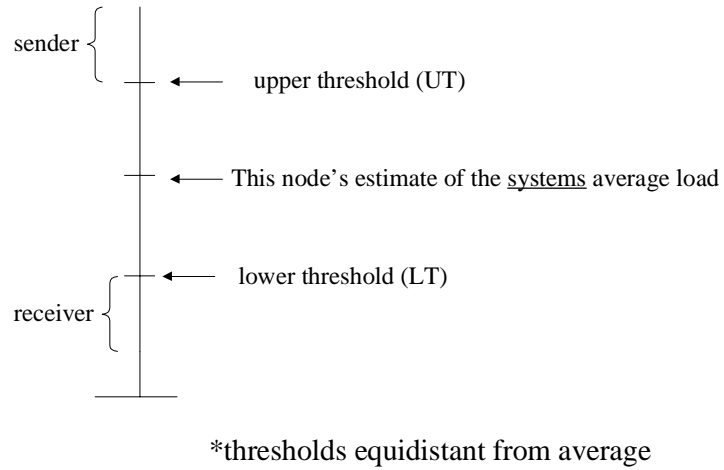 sender
upper threshold (UT)
This node’s estimate of the systems average load
lower threshold (LT)
receiver
*thresholds equidistant from average